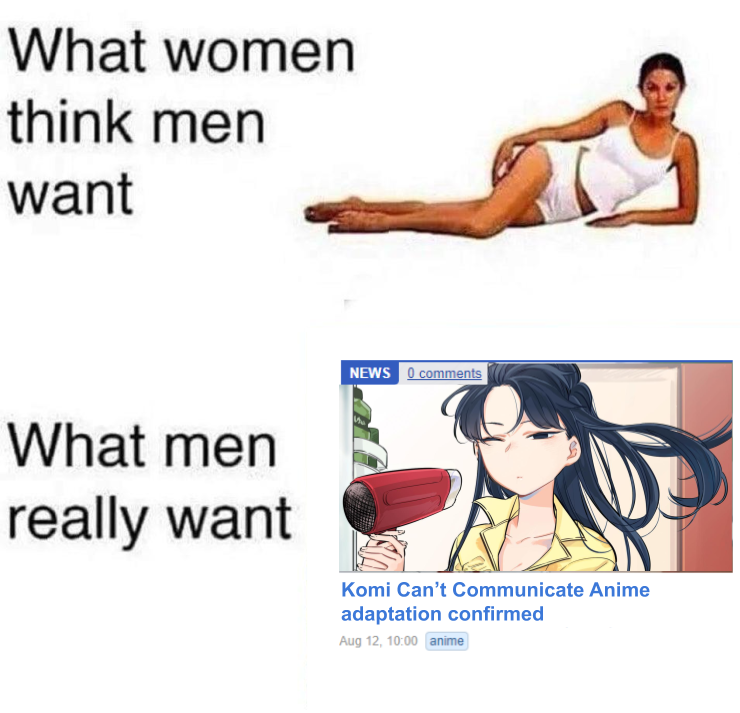 What women
think men
want
What men
really want
NEWS 0 comments
Komi Can't Communicate Anime
adaptation confirmed
Aug 12, 10:00 anime